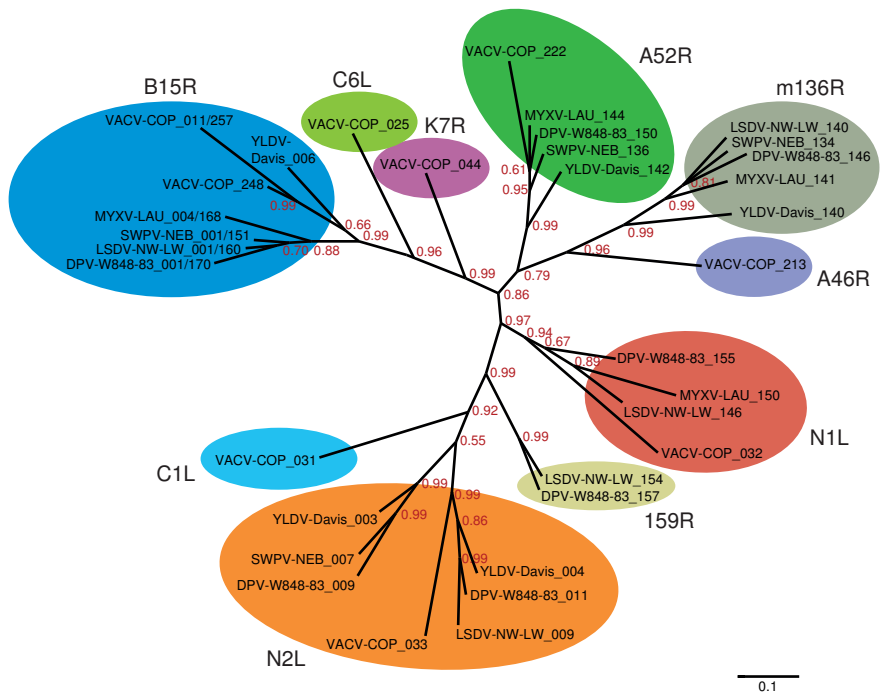 B15R
VACV-COP_011/257
YLDV-
Davis_006
VACV-COP_248
0.99
MYXV-LAU_004/168
SWPV-NEB_001/151
LSDV-NW-LW_001/160
DPV-W848-83_001/170
0.70
0.88
0.66
0.99
C6L
VACV-COP_025
0.96
K7R
VACV-COP_044
0.99
A52R
VACV-COP_222
MYXV-LAU_144
DPV-W848-83_150
SWPV-NEB_136
YLDV-Davis_142
0.61
0.95
0.99
m136R
LSDV-NW-LW_140
SWPV-NEB_134
DPV-W848-83_146
0.81
MYXV-LAU_141
0.99
YLDV-Davis_140
0.99
0.96
VACV-COP_213
A46R
0.79
0.86
0.97
0.94
0.67
0.89
DPV-W848-83_155
MYXV-LAU_150
LSDV-NW-LW_146
VACV-COP_032
N1L
0.99
0.92
0.99
LSDV-NW-LW_154
DPV-W848-83_157
159R
VACV-COP_031
C1L
0.55
0.99
0.99
YLDV-Davis_003
0.99
SWPV-NEB_007
DPV-W848-83_009
0.86
0.99
YLDV-Davis_004
DPV-W848-83_011
LSDV-NW-LW_009
VACV-COP_033
N2L
0.1